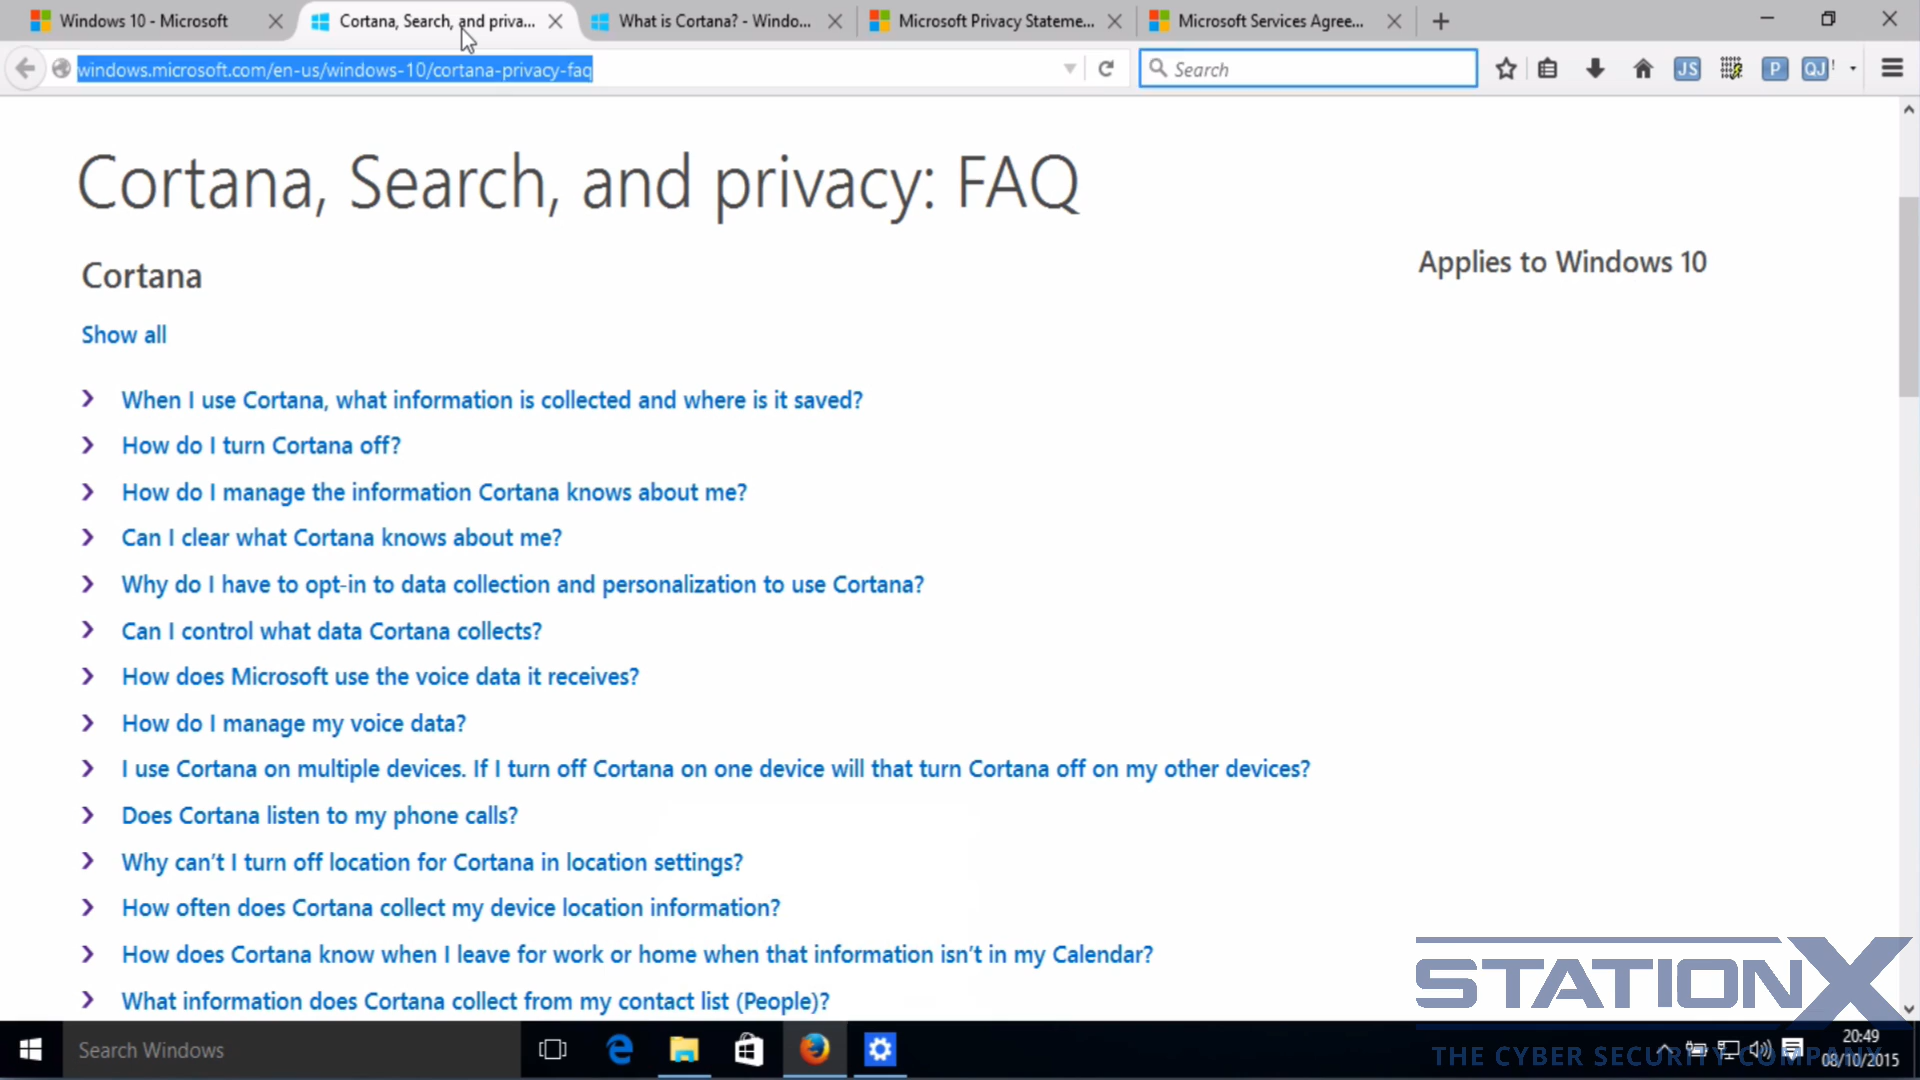 Windows 10 - Microsoft
Cortana, Search, and priva...
What is Cortana? - Windo...
Microsoft Privacy Stateme...
Microsoft Services Agree...
windows.microsoft.com/en-us/windows-10/cortana-privacy-faq
Search
JS
P
QJ!
Cortana, Search, and privacy: FAQ
Cortana
Applies to Windows 10
Show all
When I use Cortana, what information is collected and where is it saved?
How do I turn Cortana off?
How do I manage the information Cortana knows about me?
Can I clear what Cortana knows about me?
Why do I have to opt-in to data collection and personalization to use Cortana?
Can I control what data Cortana collects?
How does Microsoft use the voice data it receives?
How do I manage my voice data?
I use Cortana on multiple devices. If I turn off Cortana on one device will that turn Cortana off on my other devices?
Does Cortana listen to my phone calls?
Why can't I turn off location for Cortana in location settings?
How often does Cortana collect my device location information?
How does Cortana know when I leave for work or home when that information isn't in my Calendar?
What information does Cortana collect from my contact list (People)?
STATIONX
THE CYBER SECURITY COMPANY
Search Windows
20:49
08/10/2015